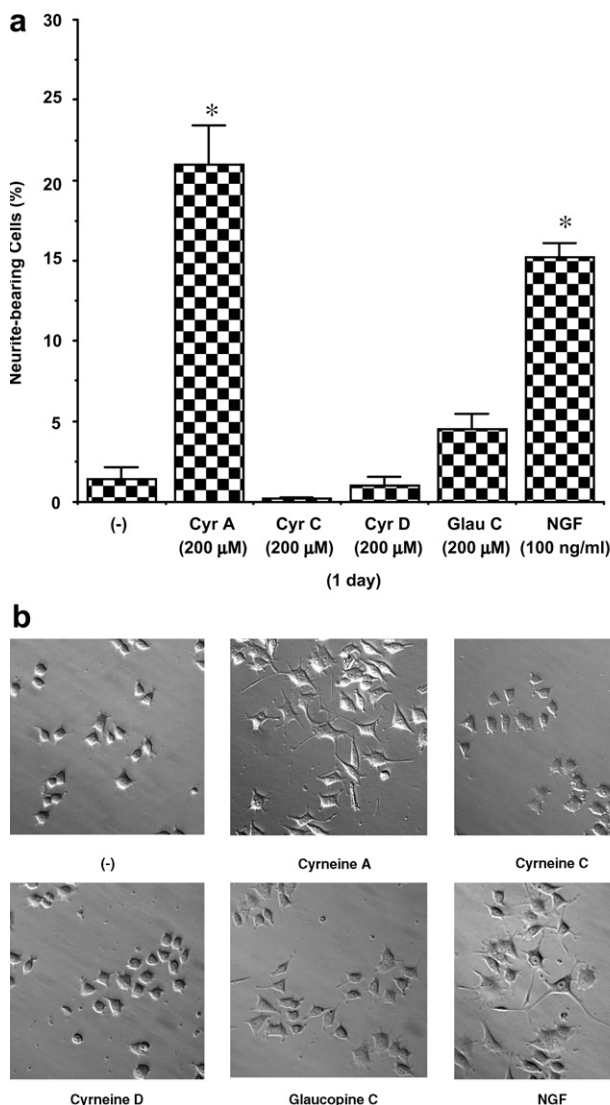 a
30
25
20
15
10
5
0
Neurite-bearing Cells (%)
*
*
(-) Cyr A Cyr C Cyr D Glau C NGF
(200 µM) (200 µM) (200 µM) (200 µM) (100 ng/ml)
(1 day)
b
(-) Cyrneine A Cyrneine C
Cyrneine D Glaucopine C NGF